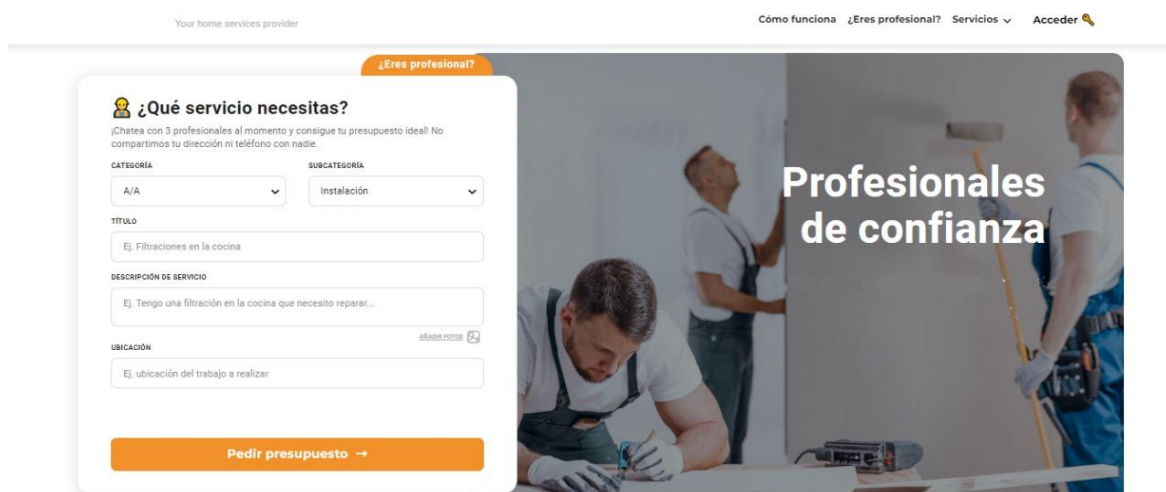 Your home services provider
Cómo funciona ¿Eres profesional? Servicios Acceder
¿Eres profesional?
¿Qué servicio necesitas?
¡Chatea con 3 profesionales al momento y consigue tu presupuesto ideal! No
compartimos tu dirección ni teléfono con nadie.
CATEGORÍA SUBCATEGORÍA
A/A Instalación
TÍTULO
Ej. Filtraciones en la cocina
DESCRIPCIÓN DE SERVICIO
Ej. Tengo una filtración en la cocina que necesito reparar...
AÑADIR FOTOS
UBICACIÓN
Ej. ubicación del trabajo a realizar
Pedir presupuesto →
Profesionales
de confianza